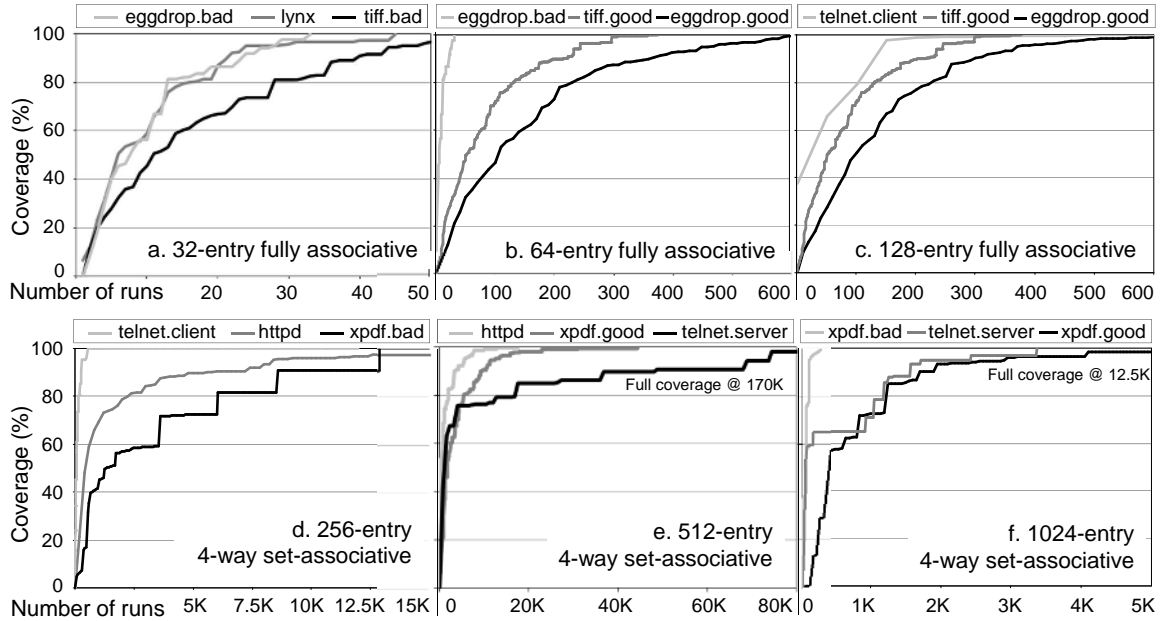 eggdrop.bad lynx tiff.bad
eggdrop.bad tiff.good eggdrop.good
telnet.client tiff.good eggdrop.good
Coverage (%)
100
80
60
40
20
0
a. 32-entry fully associative
b. 64-entry fully associative
c. 128-entry fully associative
Number of runs 20 30 40 50
0 100 200 300 400 500 600
100 200 300 400 500 600
telnet.client httpd xpdf.bad
httpd xpdf.good telnet.server
xpdf.bad telnet.server xpdf.good
Coverage (%)
100
80
60
40
20
0
d. 256-entry
4-way set-associative
Full coverage @ 170K
e. 512-entry
4-way set-associative
Full coverage @ 12.5K
f. 1024-entry
4-way set-associative
Number of runs 5K 7.5K 10K 12.5K 15K
0 20K 40K 60K 80K
0 1K 2K 3K 4K 5K